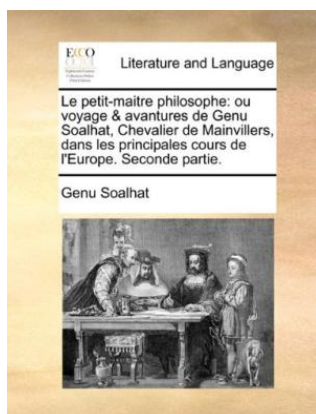 ECCO
Literature and Language
Le petit-maitre philosophe: ou
voyage & avantures de Genu
Soalhat, Chevalier de Mainvillers,
dans les principales cours de
l'Europe. Seconde partie.
Genu Soalhat